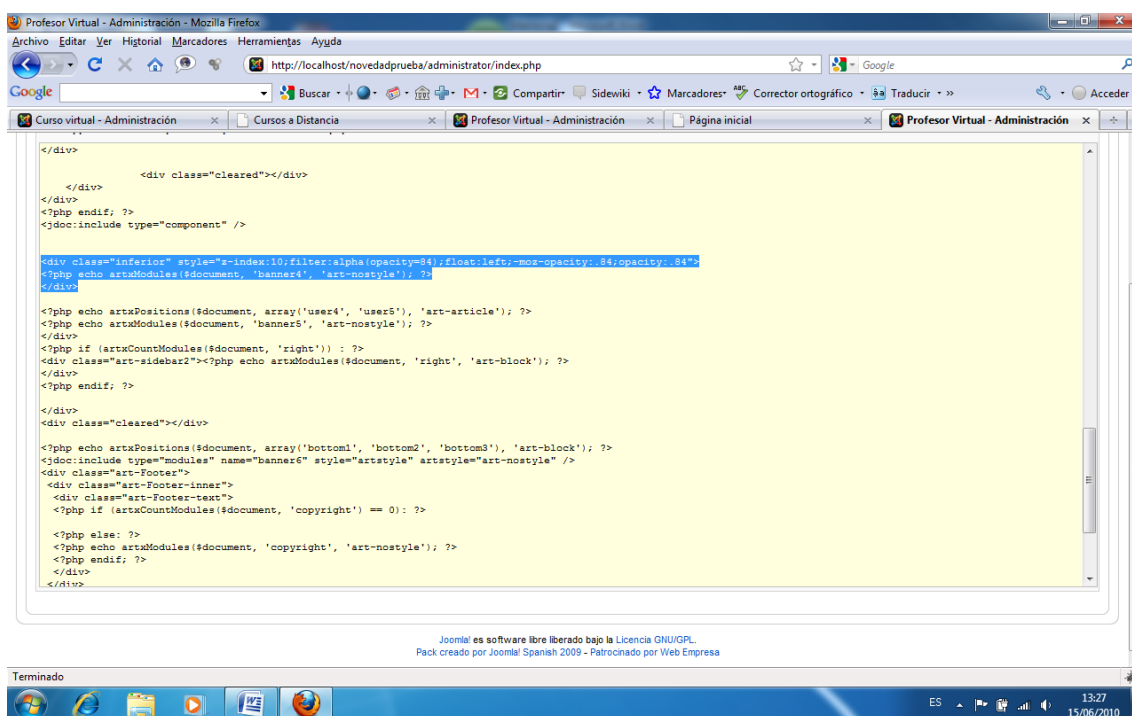 Profesor Virtual - Administración - Mozilla Firefox
Archivo Editar Ver Historial Marcadores Herramientas Ayuda
http://localhost/novedadprueba/administrator/index.php
Google
Google Buscar Compartir Sidewiki Marcadores ABC Corrector ortográfico Traducir » Acceder
Curso virtual - Administración Cursos a Distancia Profesor Virtual - Administración Página inicial Profesor Virtual - Administración
</div>
<div class="cleared"></div>
</div>
</div>
<?php endif; ?>
<jdoc:include type="component" />
<div class="inferior" style="z-index:10;filter:alpha(opacity=84);float:left;-moz-opacity:.84;opacity:.84">
<?php echo artxModules($document, 'banner4', 'art-nostyle'); ?>
</div>
<?php echo artxPositions($document, array('user4', 'user5'), 'art-article'); ?>
<?php echo artxModules($document, 'banner5', 'art-nostyle'); ?>
</div>
<?php if (artxCountModules($document, 'right')) : ?>
<div class="art-sidebar2"><?php echo artxModules($document, 'right', 'art-block'); ?>
</div>
<?php endif; ?>
</div>
<div class="cleared"></div>
<?php echo artxPositions($document, array('bottom1', 'bottom2', 'bottom3'), 'art-block'); ?>
<jdoc:include type="modules" name="banner6" style="artstyle" artstyle="art-nostyle" />
<div class="art-Footer">
<div class="art-Footer-inner">
<div class="art-Footer-text">
<?php if (artxCountModules($document, 'copyright') == 0): ?>
<?php else: ?>
<?php echo artxModules($document, 'copyright', 'art-nostyle'); ?>
<?php endif; ?>
</div>
</div>
Joomla! es software libre liberado bajo la Licencia GNU/GPL.
Pack creado por Joomla! Spanish 2009 - Patrocinado por Web Empresa
Terminado
ES 13:27
15/06/2010